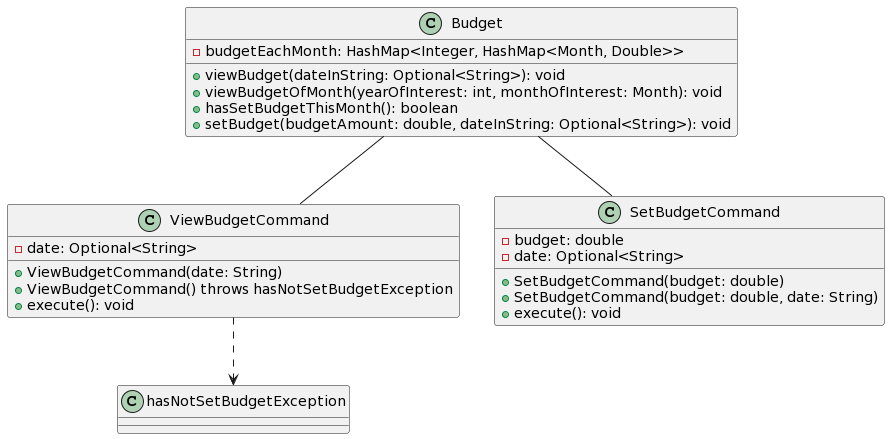 C Budget
budgetEachMonth: HashMap<Integer, HashMap<Month, Double>>
viewBudget(dateInString: Optional<String>): void
viewBudgetOfMonth(yearOfInterest: int, monthOfInterest: Month): void
hasSetBudgetThisMonth(): boolean
setBudget(budgetAmount: double, dateInString: Optional<String>): void
C ViewBudgetCommand
date: Optional<String>
ViewBudgetCommand(date: String)
ViewBudgetCommand() throws hasNotSetBudgetException
execute(): void
C SetBudgetCommand
budget: double
date: Optional<String>
SetBudgetCommand(budget: double)
SetBudgetCommand(budget: double, date: String)
execute(): void
C hasNotSetBudgetException